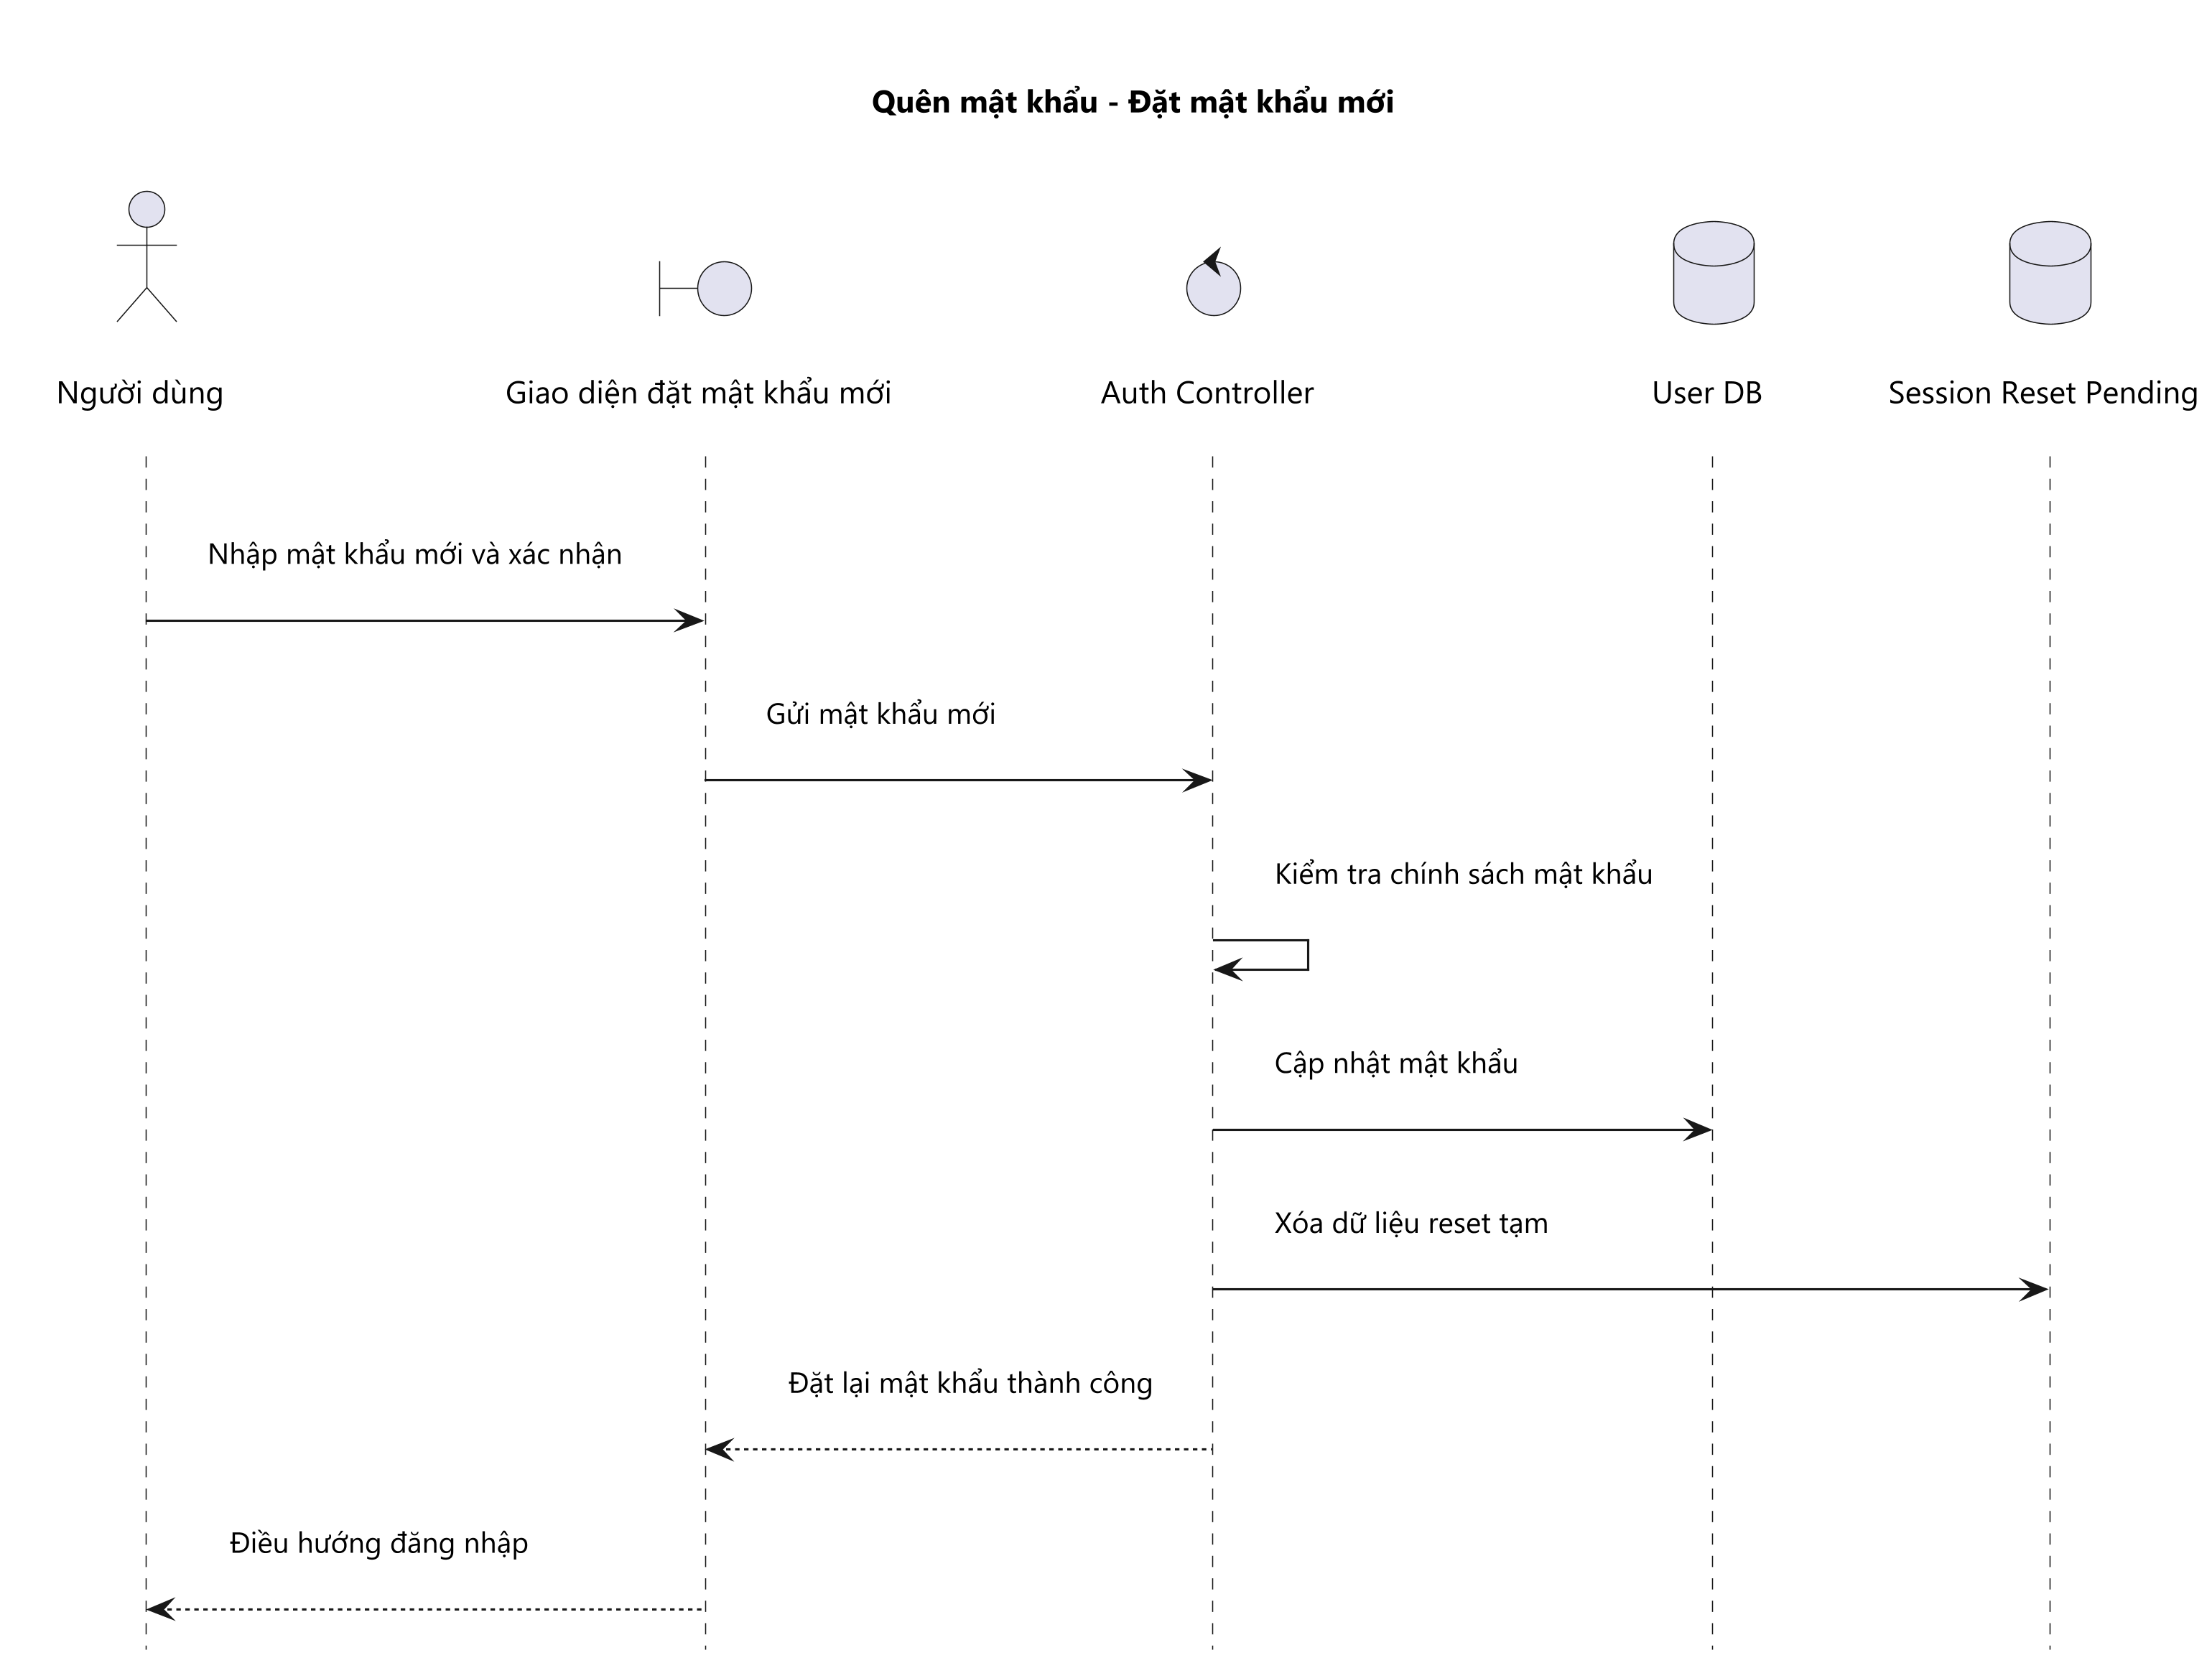 Quên mật khẩu - Đặt mật khẩu mới
Người dùng
Giao diện đặt mật khẩu mới
Auth Controller
User DB
Session Reset Pending
Nhập mật khẩu mới và xác nhận
Gửi mật khẩu mới
Kiểm tra chính sách mật khẩu
Cập nhật mật khẩu
Xóa dữ liệu reset tạm
Đặt lại mật khẩu thành công
Điều hướng đăng nhập